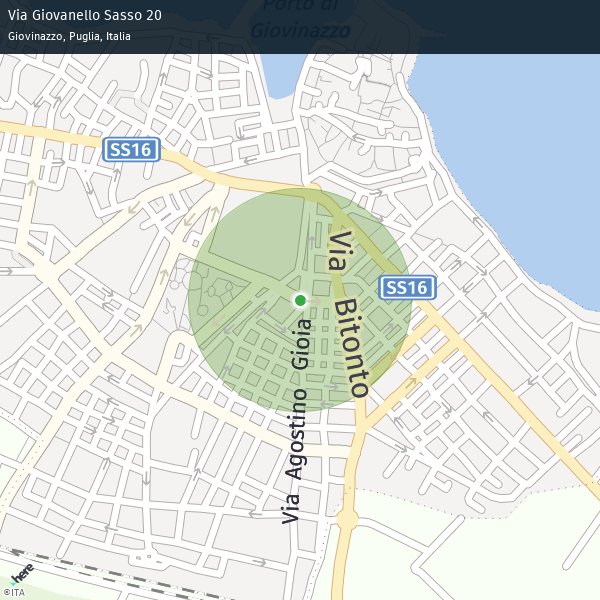 Via Giovanello Sasso 20
Giovinazzo, Puglia, Italia
Porto di
Giovinazzo
SS16
Via Bitonto
SS16
Via Agostino Gioia
here
©ITA